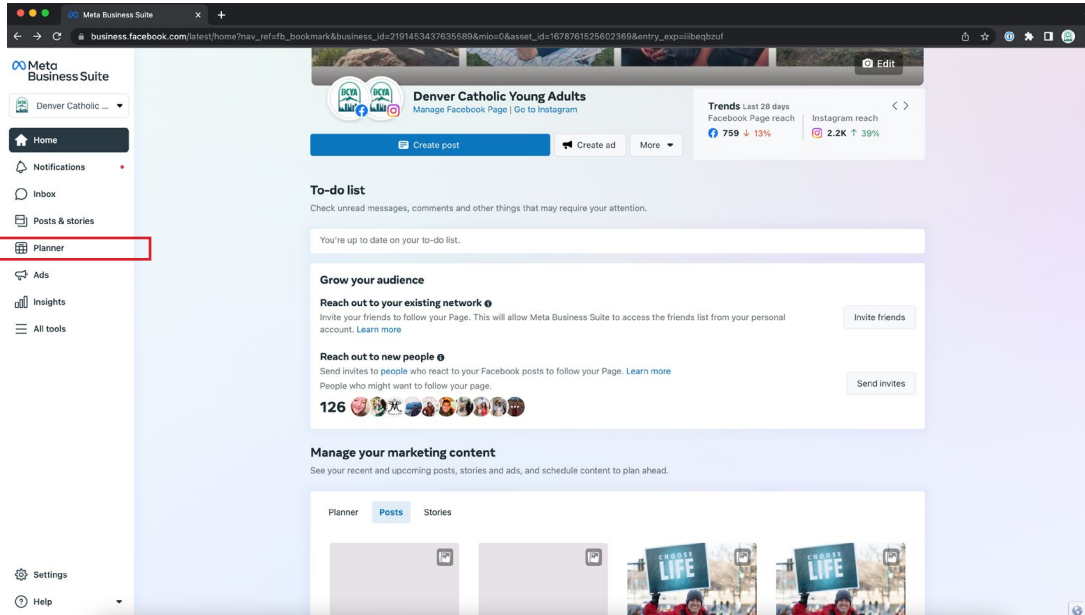 Meta Business Suite
business.facebook.com/latest/home?nav_ref=fb_bookmark&business_id=2191453437635589&mio=0&asset_id=1678761525602369&entry_exp=iiibeqbzuf
Meta
Business Suite
Denver Catholic ...
Home
Notifications
Inbox
Posts & stories
Planner
Ads
Insights
All tools
Settings
Help
Edit
DCYA DCYA
Denver Catholic Young Adults
Manage Facebook Page | Go to Instagram
Create post
Create ad
More
Trends Last 28 days
Facebook Page reach
759 ↓ 13%
Instagram reach
2.2K ↑ 39%
To-do list
Check unread messages, comments and other things that may require your attention.
You're up to date on your to-do list.
Grow your audience
Reach out to your existing network
Invite your friends to follow your Page. This will allow Meta Business Suite to access the friends list from your personal
account. Learn more
Invite friends
Reach out to new people
Send invites to people who react to your Facebook posts to follow your Page. Learn more
People who might want to follow your page.
126
Send invites
Manage your marketing content
See your recent and upcoming posts, stories and ads, and schedule content to plan ahead.
Planner Posts Stories
CHOOSE
LIFE
CHOOSE
LIFE